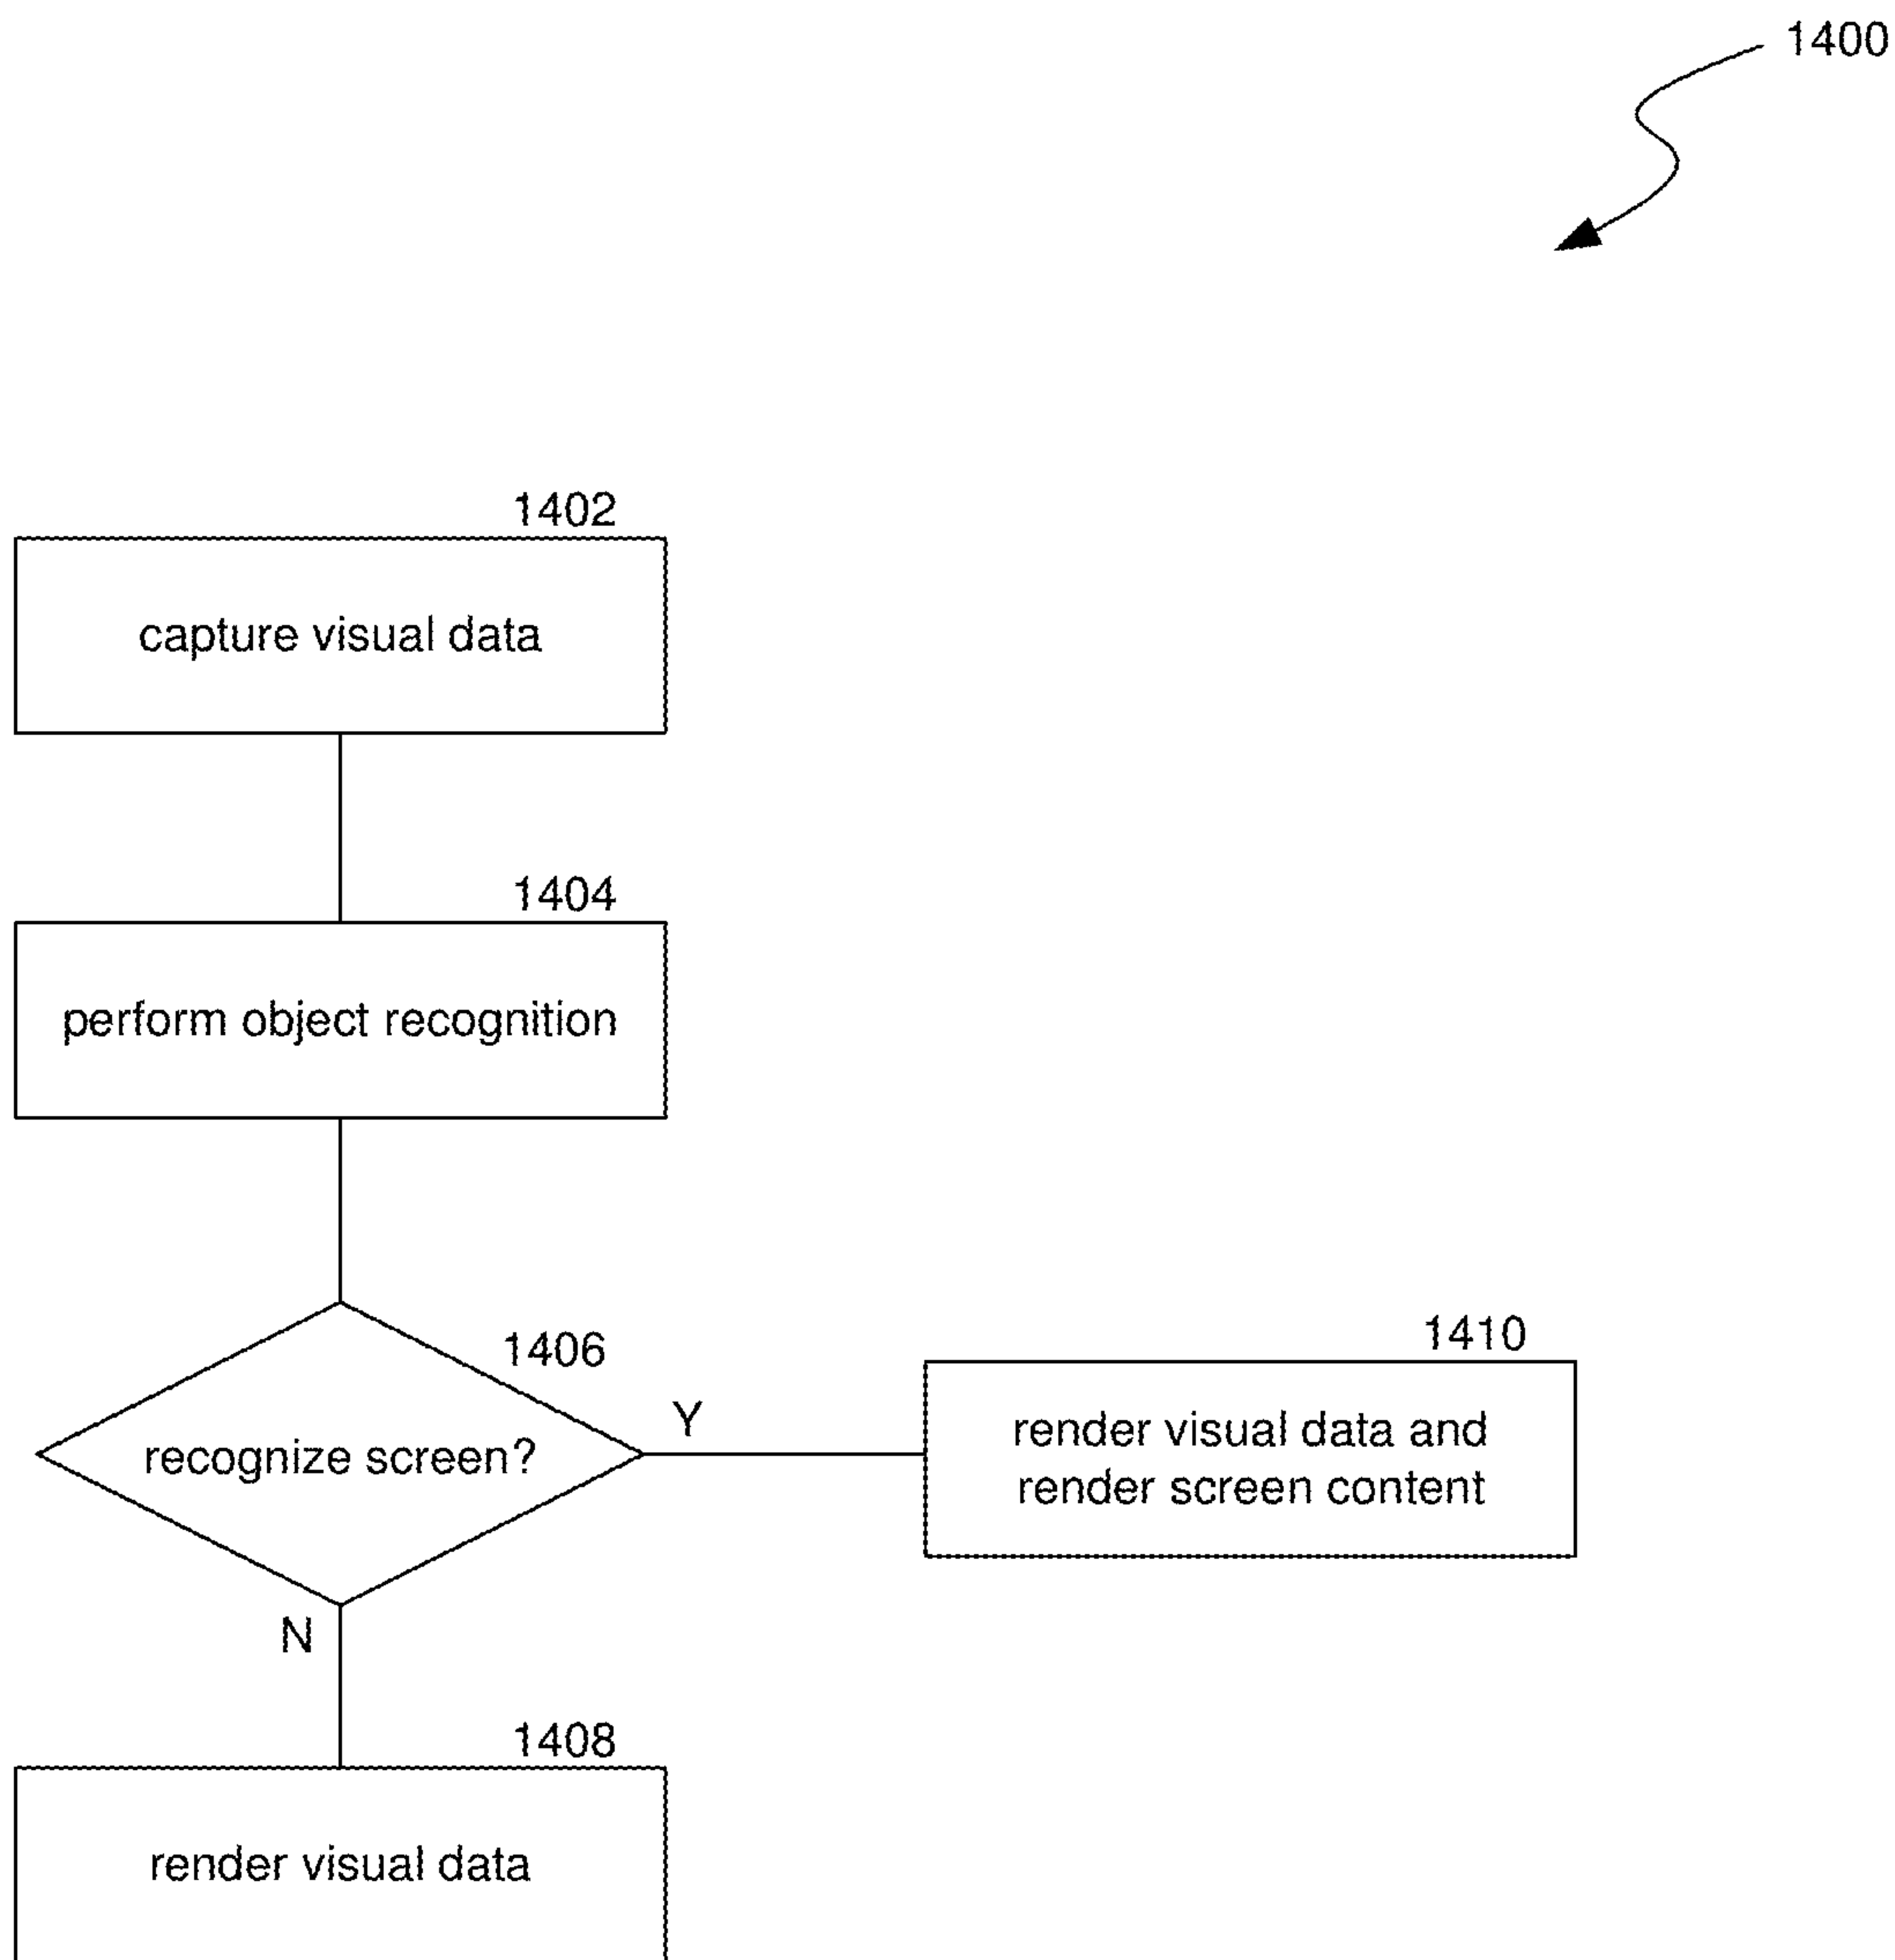 1400
1402
capture visual data
1404
perform object recognition
1406
recognize screen?
Y
1410
render visual data and
render screen content
N
1408
render visual data